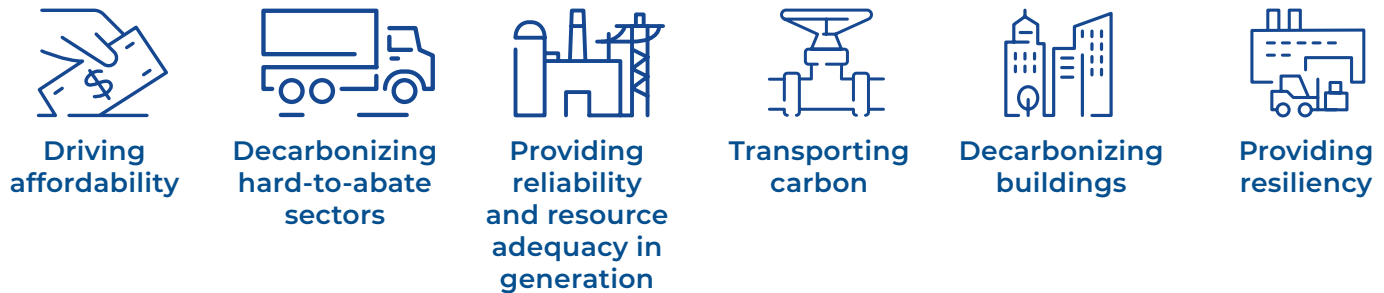 $
Driving
affordability
Decarbonizing
hard-to-abate
sectors
Providing
reliability
and resource
adequacy in
generation
Transporting
carbon
Decarbonizing
buildings
Providing
resiliency